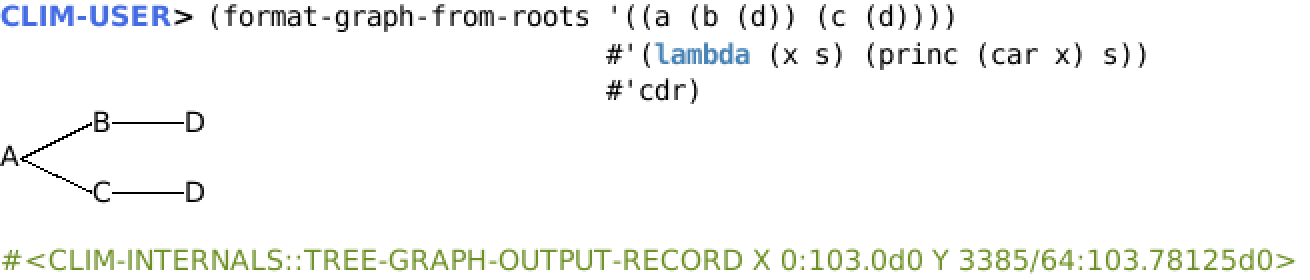 CLIM-USER> (format-graph-from-roots '((a (b (d)) (c (d))))
#'(lambda (x s) (princ (car x) s))
#'cdr)
B D
A
C D
#<CLIM-INTERNALS::TREE-GRAPH-OUTPUT-RECORD X 0:103.0d0 Y 3385/64:103.78125d0>